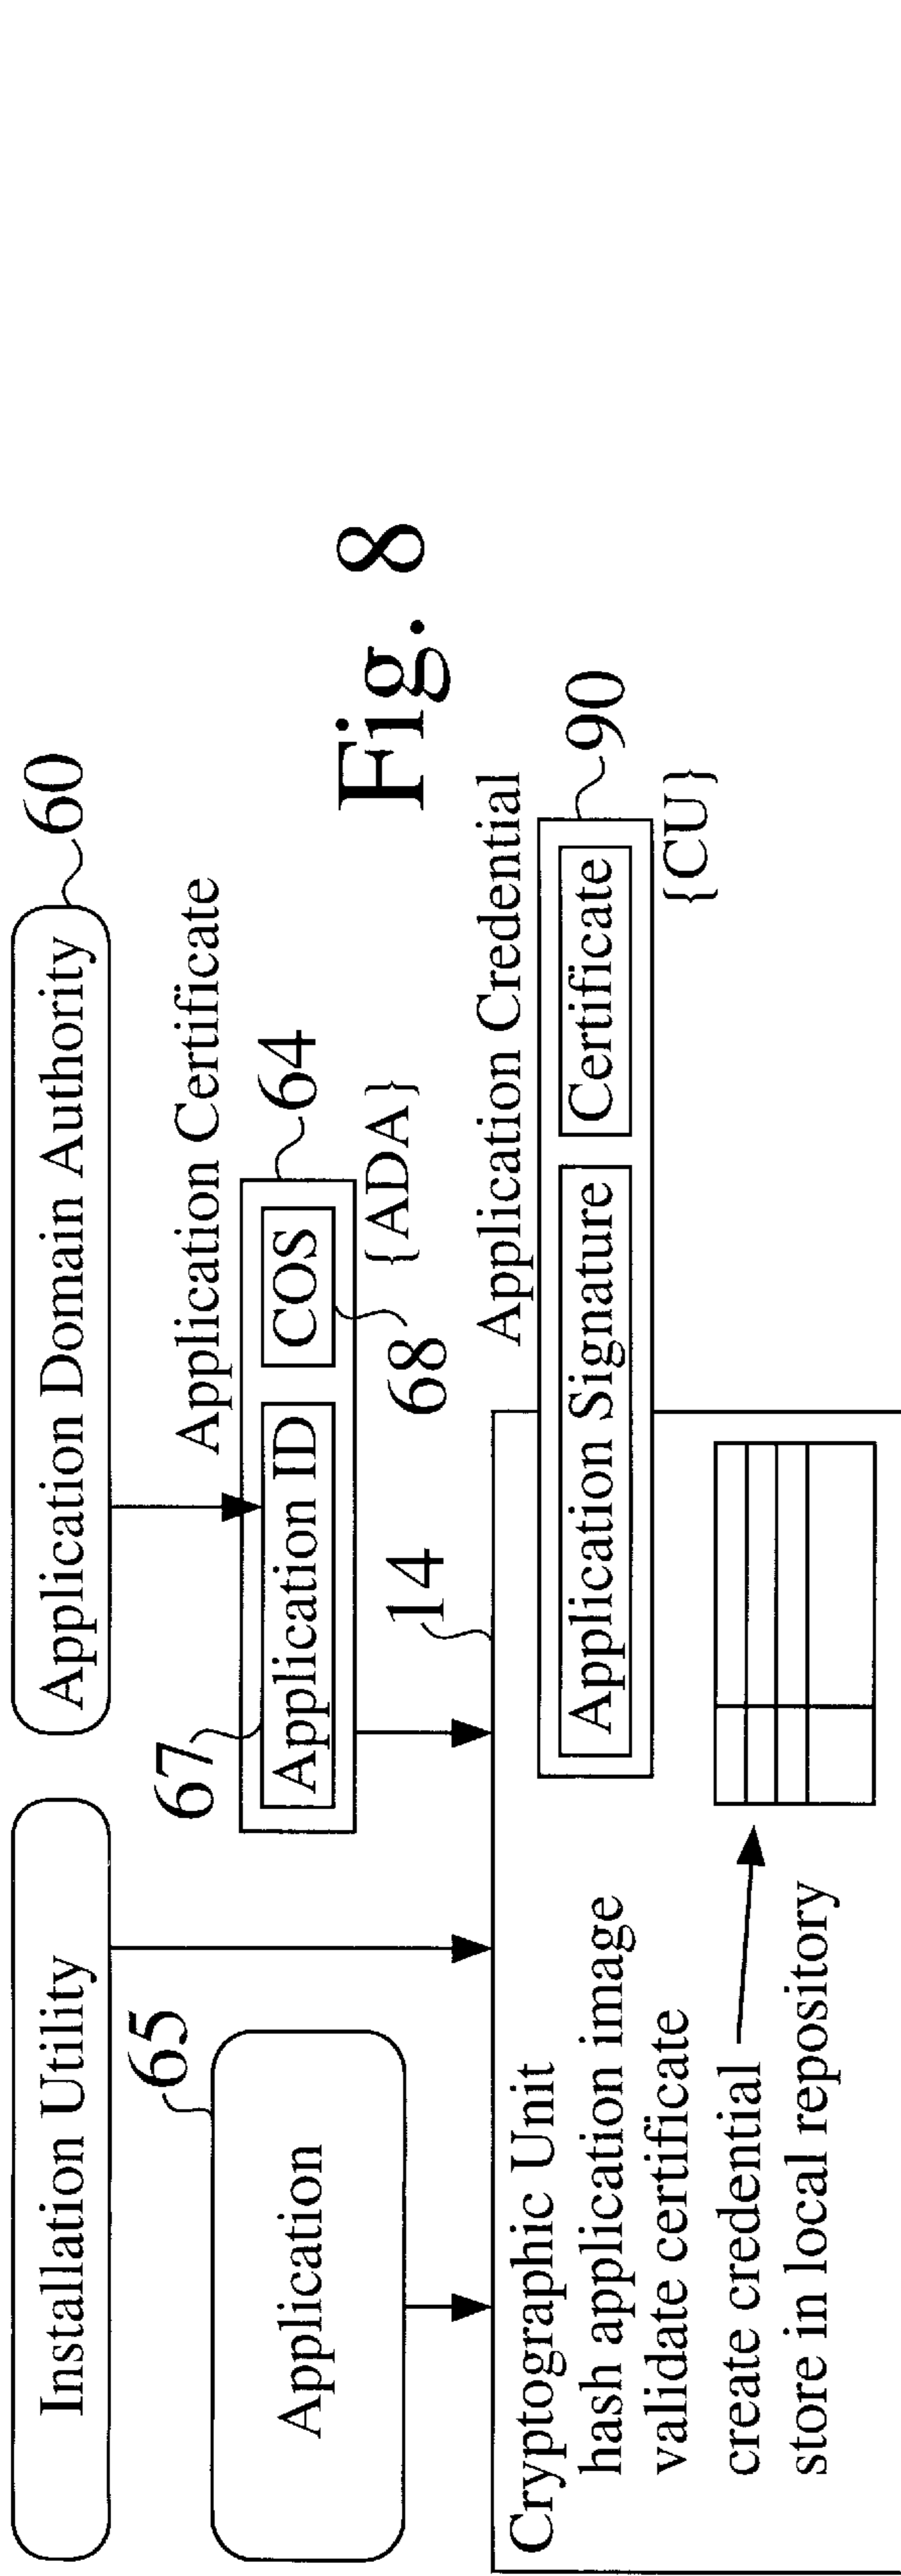 Installation Utility
Application Domain Authority
60
65
Application
67
Application Certificate
Application ID
COS
64
68
{ADA}
Fig. 8
14
Cryptographic Unit
hash application image
validate certificate
create credential
store in local repository
Application Credential
Application Signature
Certificate
90
{CU}